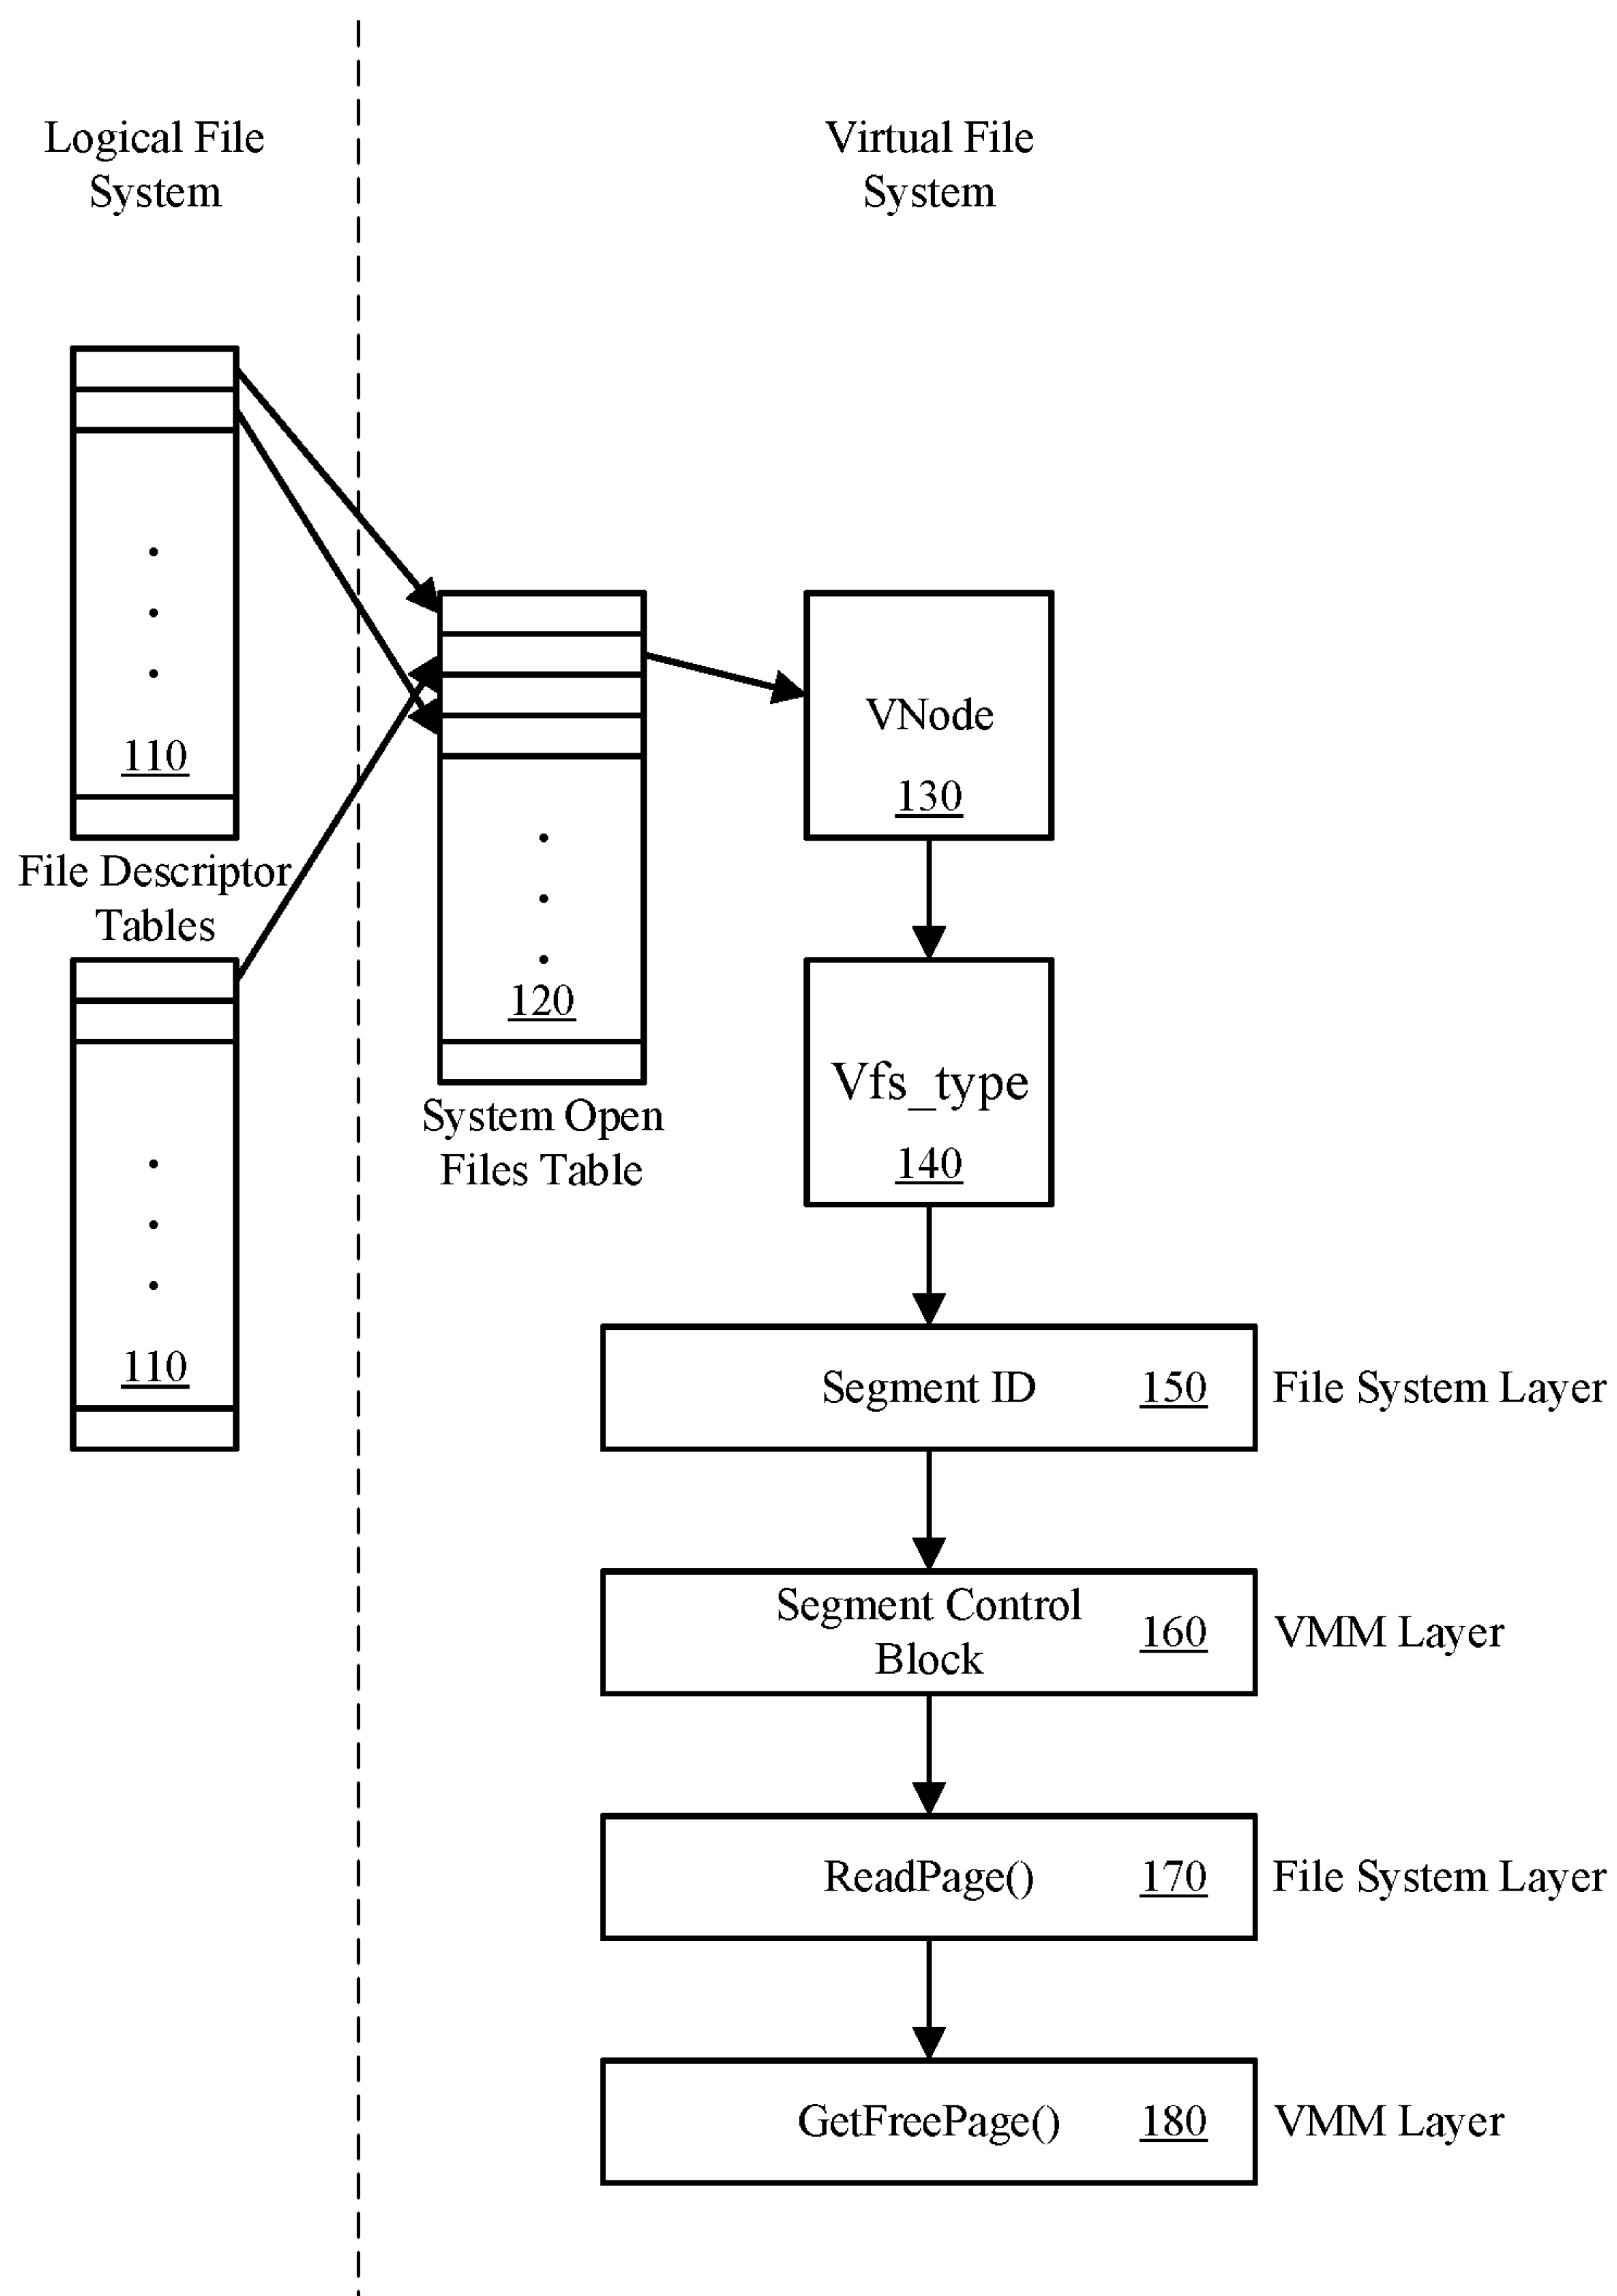 Logical File
System
Virtual File
System
110
File Descriptor
Tables
110
120
System Open
Files Table
VNode
130
Vfs_type
140
Segment ID 150 File System Layer
Segment Control
Block
160 VMM Layer
ReadPage() 170 File System Layer
GetFreePage() 180 VMM Layer